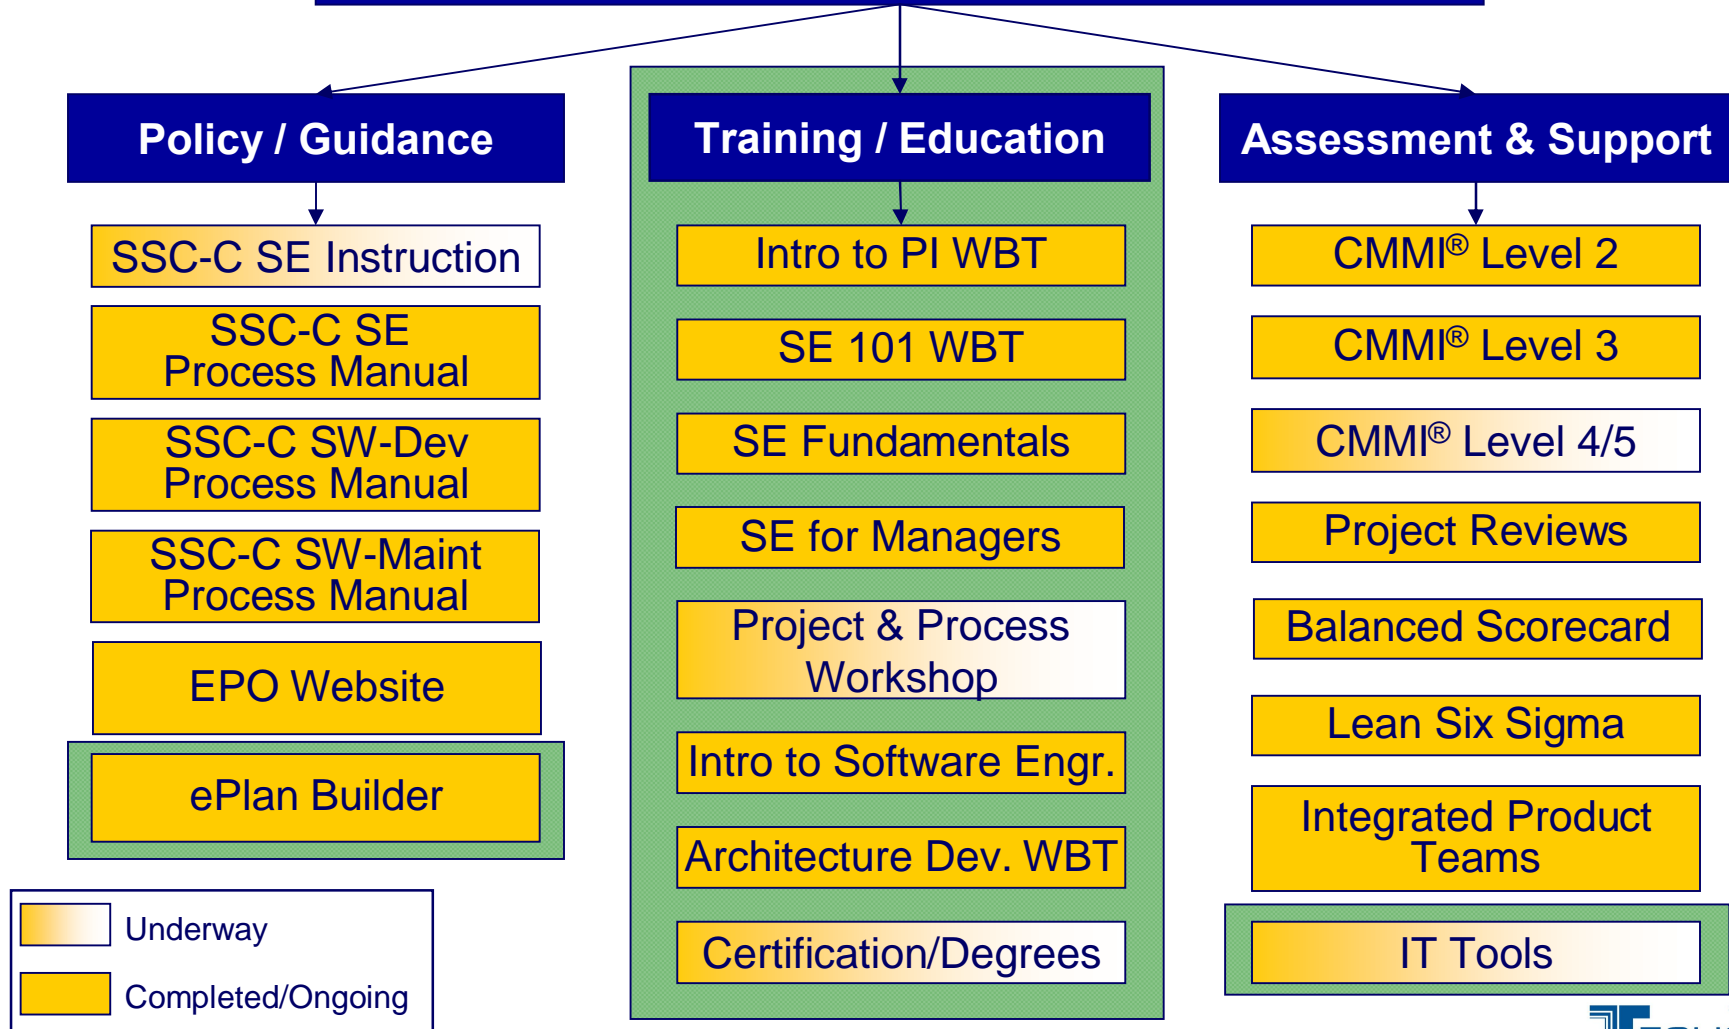 Policy / Guidance
Training / Education
Assessment & Support
SSC-C SE Instruction
SSC-C SE
Process Manual
SSC-C SW-Dev
Process Manual
SSC-C SW-Maint
Process Manual
EPO Website
ePlan Builder
Intro to PI WBT
SE 101 WBT
SE Fundamentals
SE for Managers
Project & Process
Workshop
Intro to Software Engr.
Architecture Dev. WBT
Certification/Degrees
CMMI® Level 2
CMMI® Level 3
CMMI® Level 4/5
Project Reviews
Balanced Scorecard
Lean Six Sigma
Integrated Product
Teams
IT Tools
Underway
Completed/Ongoing